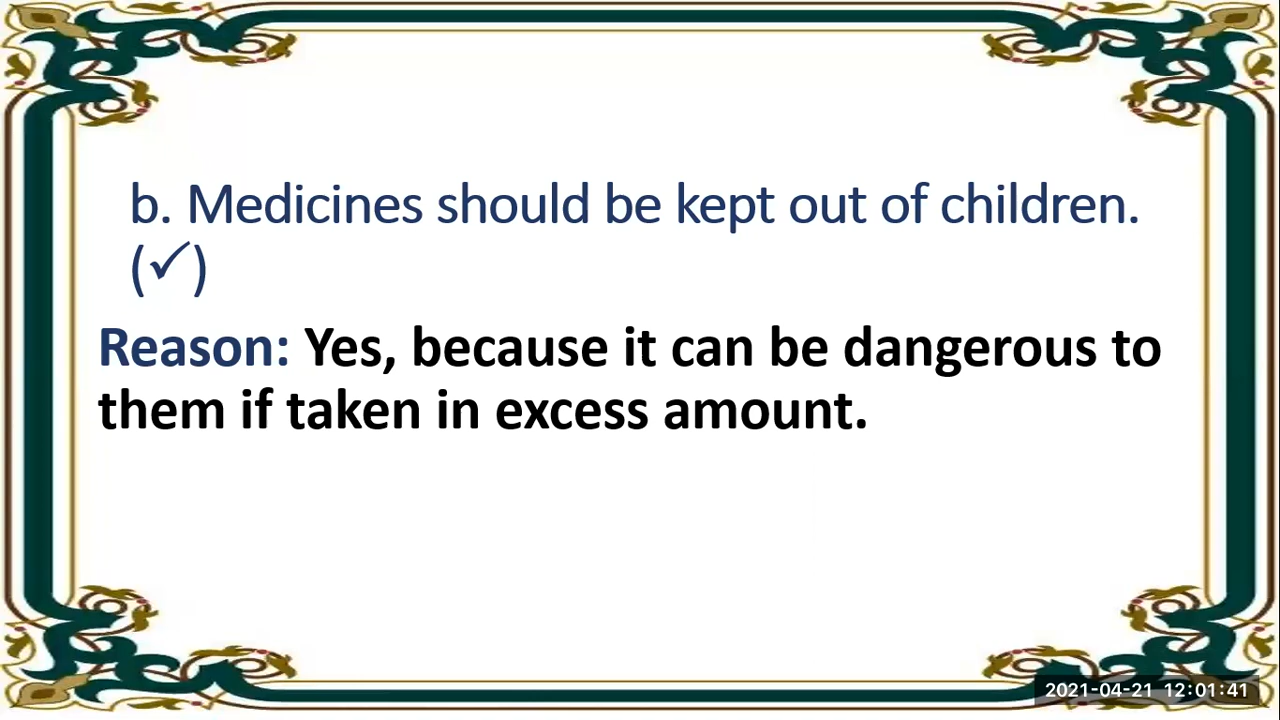 b. Medicines should be kept out of children.
(✓)
Reason: Yes, because it can be dangerous to
them if taken in excess amount.
2021-04-21 12:01:41